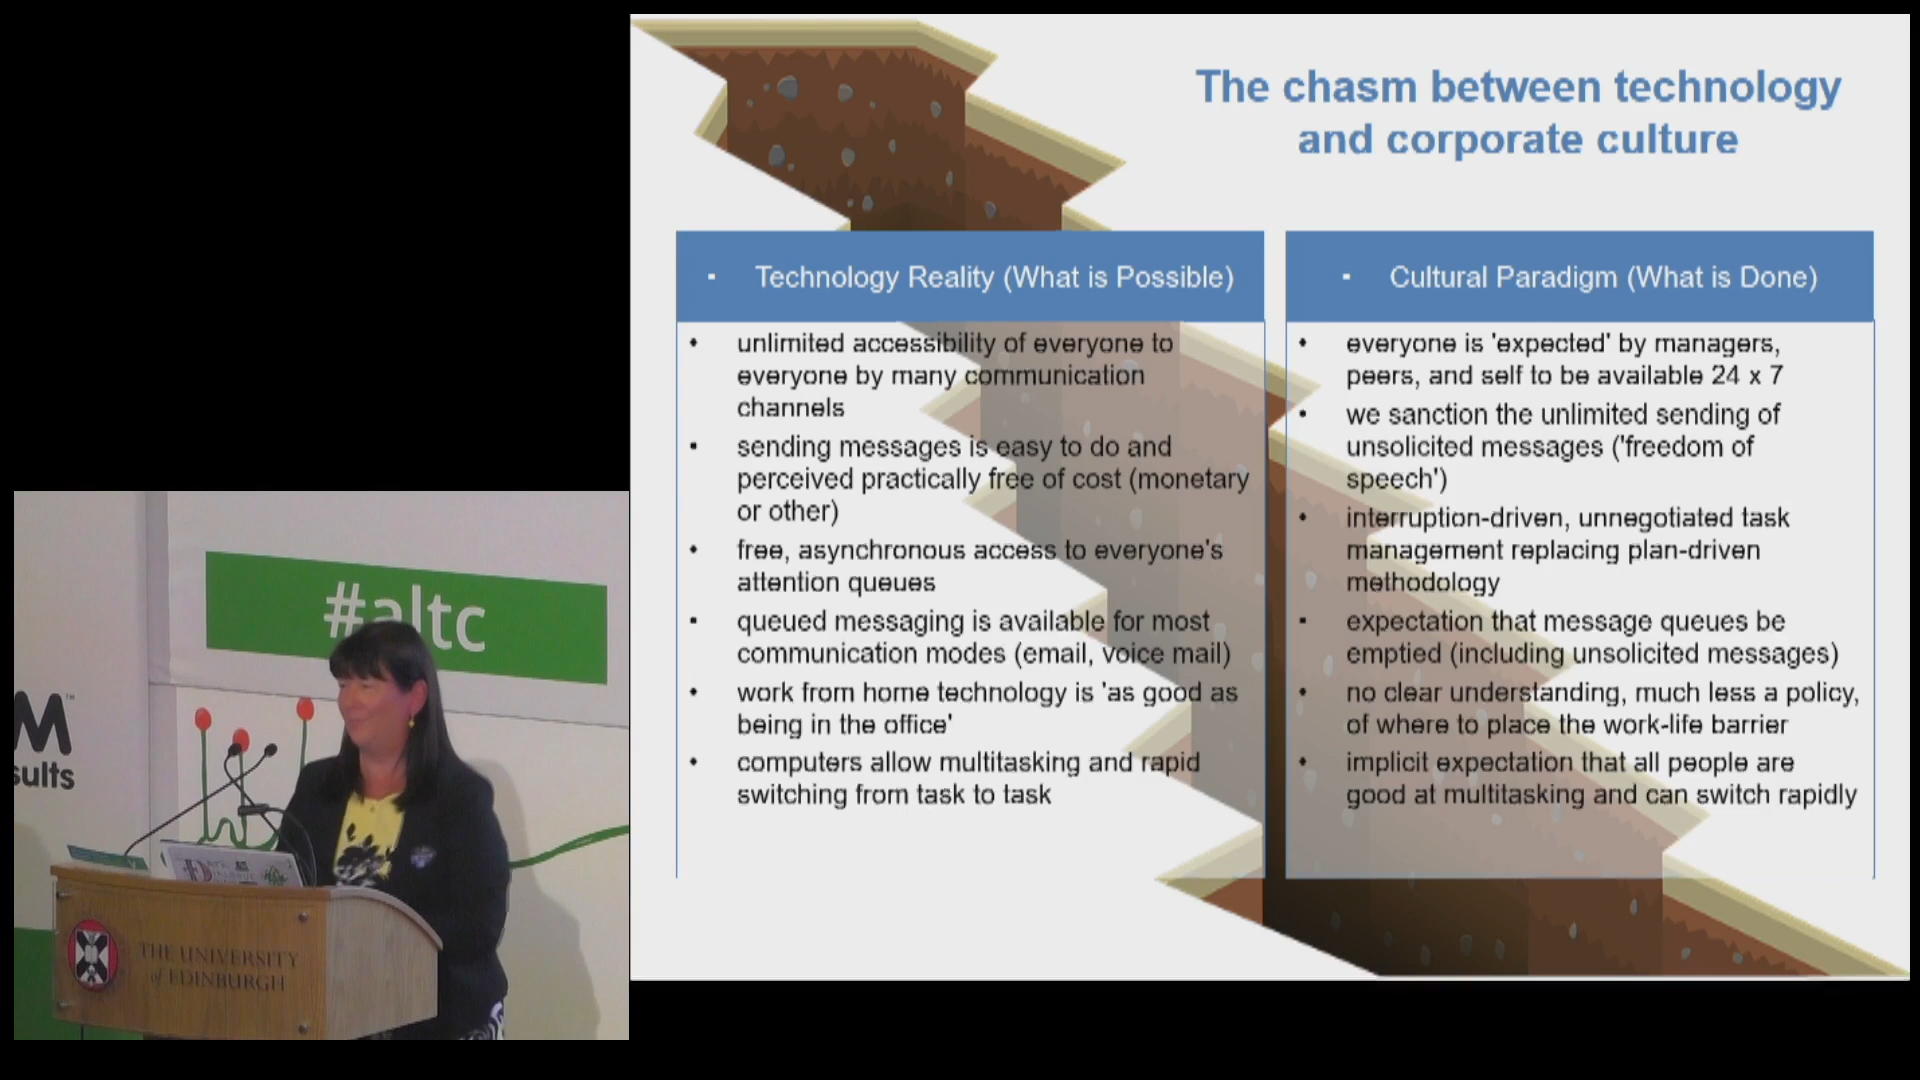 The chasm between technology
and corporate culture
▪ Technology Reality (What is Possible)
• unlimited accessibility of everyone to
everyone by many communication
channels
▪ sending messages is easy to do and
perceived practically free of cost (monetary
or other)
• free, asynchronous access to everyone's
attention queues
▪ queued messaging is available for most
communication modes (email, voice mail)
• work from home technology is 'as good as
being in the office'
• computers allow multitasking and rapid
switching from task to task
▪ Cultural Paradigm (What is Done)
• everyone is 'expected' by managers,
peers, and self to be available 24 x 7
• we sanction the unlimited sending of
unsolicited messages ('freedom of
speech')
• interruption-driven, unnegotiated task
management replacing plan-driven
methodology
▪ expectation that message queues be
emptied (including unsolicited messages)
• no clear understanding, much less a policy,
of where to place the work-life barrier
• implicit expectation that all people are
good at multitasking and can switch rapidly
#altc
M™
sults
THE UNIVERSITY
of EDINBURGH